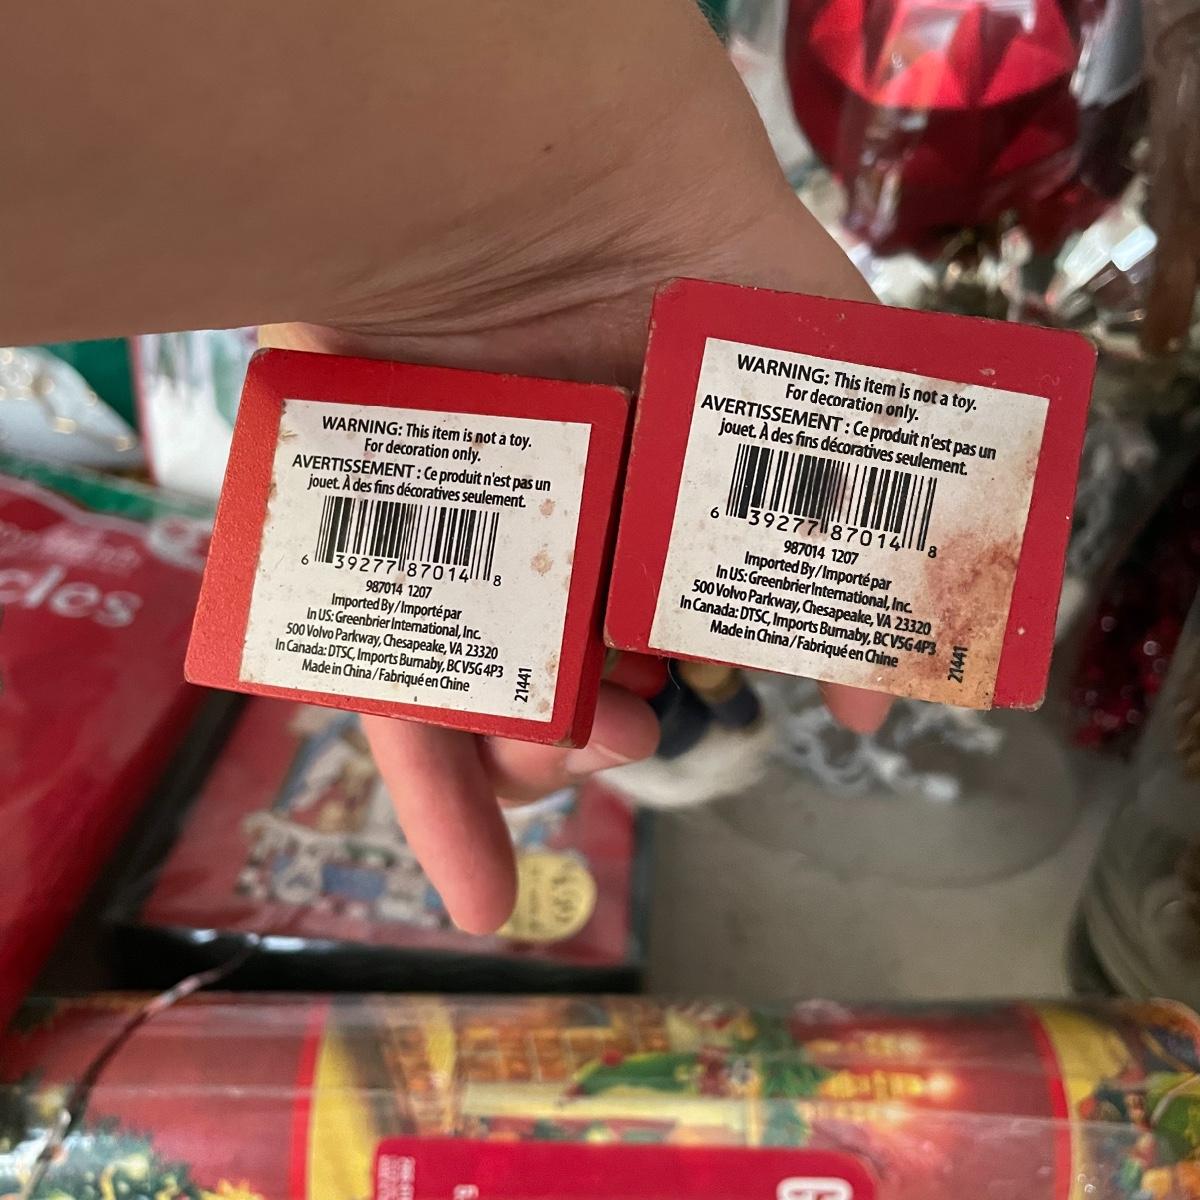 WARNING: This item is not a toy.
For decoration only.
AVERTISSEMENT : Ce produit n'est pas un
jouet. À des fins décoratives seulement.
6 39277 87014 8
987014 1207
Imported By / Importé par
In US: Greenbrier International, Inc.
500 Volvo Parkway, Chesapeake, VA 23320
In Canada: DTSC, Imports Burnaby, BC V5G 4P3
Made in China / Fabriqué en Chine
21441
WARNING: This item is not a toy.
For decoration only.
AVERTISSEMENT : Ce produit n'est pas un
jouet. À des fins décoratives seulement.
6 39277 87014 8
987014 1207
Imported By / Importé par
In US: Greenbrier International, Inc.
500 Volvo Parkway, Chesapeake, VA 23320
In Canada: DTSC, Imports Burnaby, BC V5G 4P3
Made in China / Fabriqué en Chine
21441